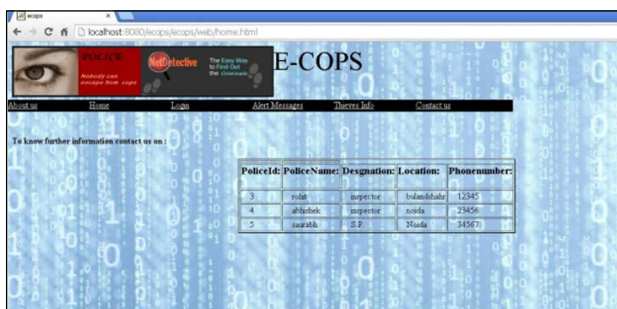 ecops
localhost:8080/ecops/ecops/web/home.html
POLICE
Nobody can
escape from cops
NetDetective
The Easy Way
to Find Out
the Criminals
E-COPS
About us Home Login Alert Messages Thieves Info Contact us
To know further information contact us on :
PoliceId: PoliceName: Desgnation: Location: Phonenumber:
3 rohit inspector bulandshahr 12345
4 abhishek inspector noida 23456
5 saurabh S.P. Noida 34567